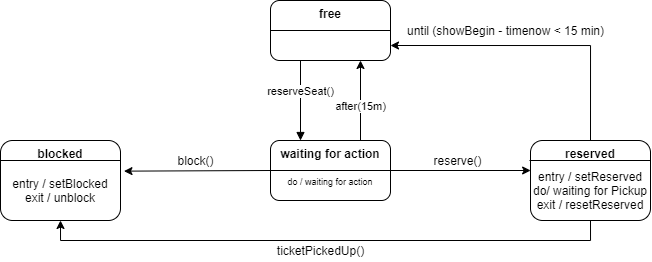 free
until (showBegin - timenow < 15 min)
reserveSeat()
after(15m)
blocked
entry / setBlocked
exit / unblock
block()
waiting for action
do / waiting for action
reserve()
reserved
entry / setReserved
do/ waiting for Pickup
exit / resetReserved
ticketPickedUp()